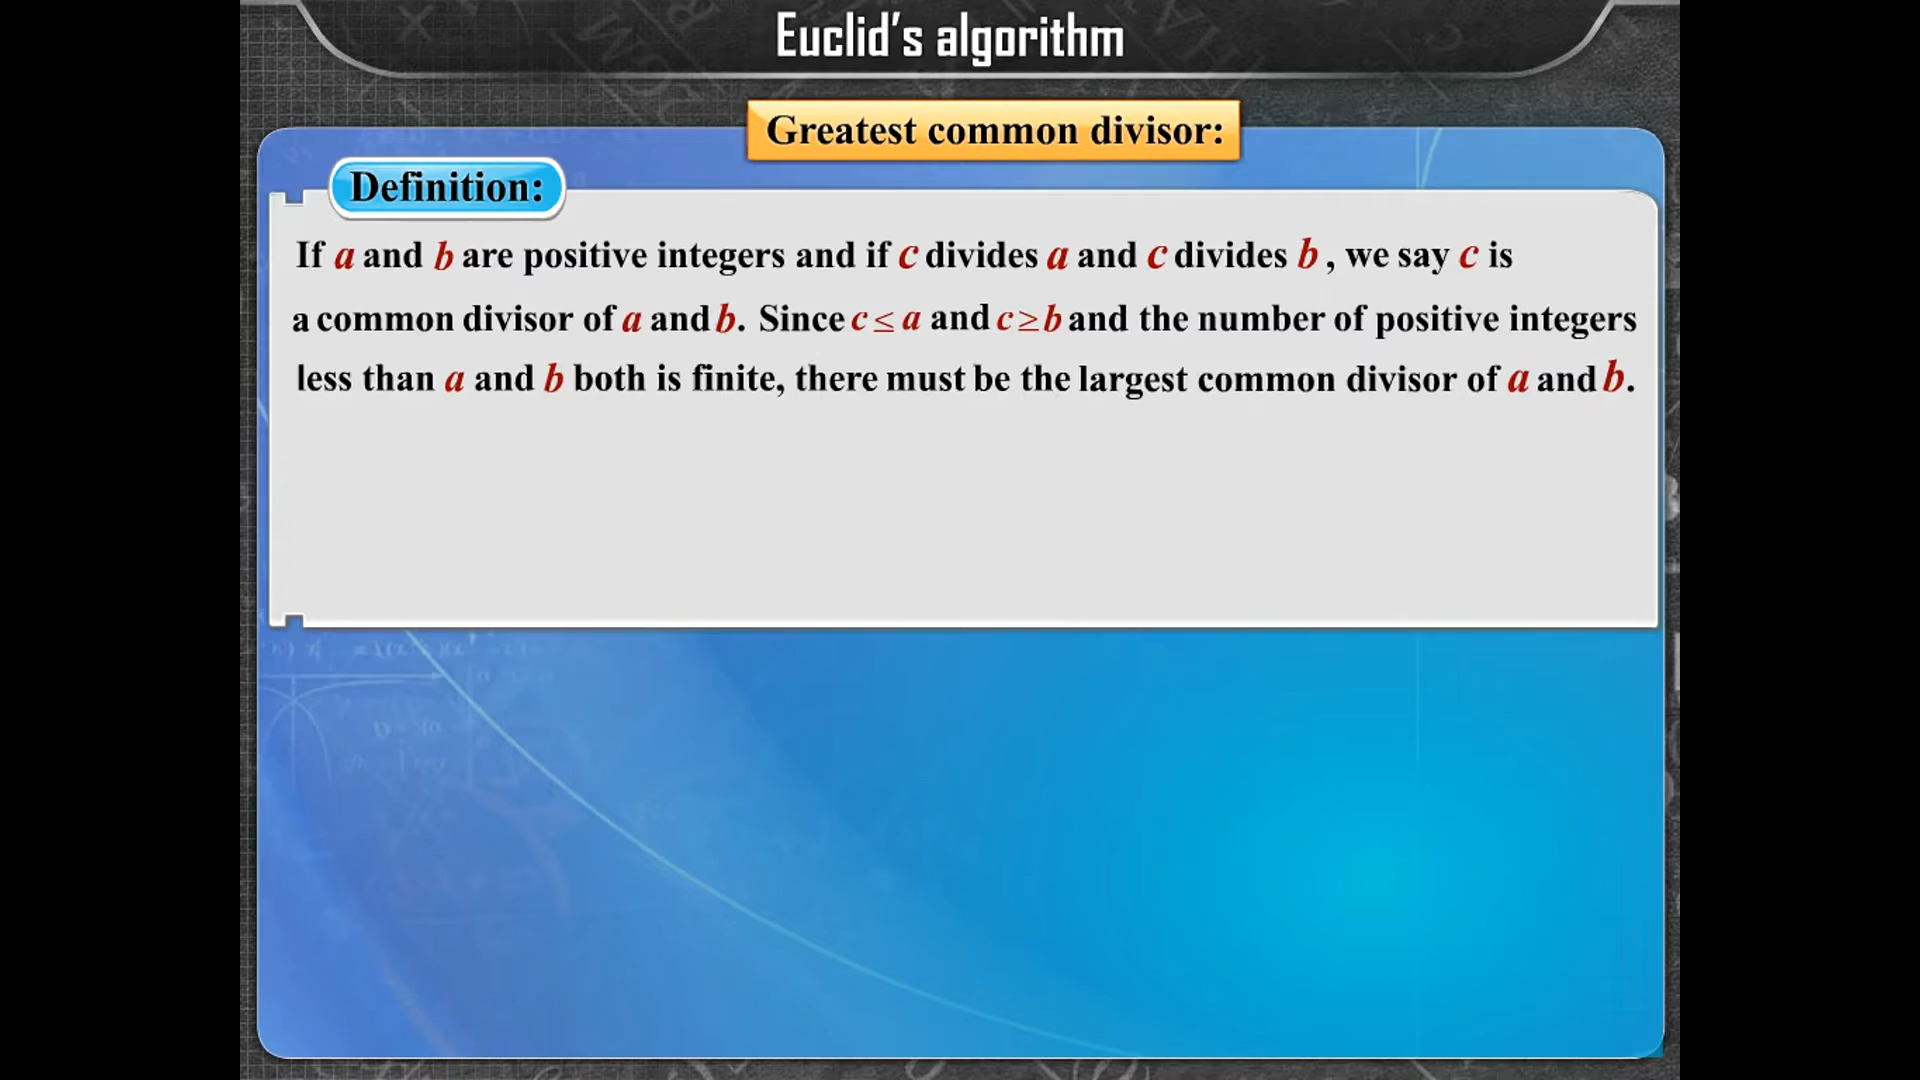 Euclid's algorithm
Greatest common divisor:
Definition:
If a and b are positive integers and if c divides a and c divides b, we say c is
a common divisor of a and b. Since c ≤ a and c ≥ b and the number of positive integers
less than a and b both is finite, there must be the largest common divisor of a and b.